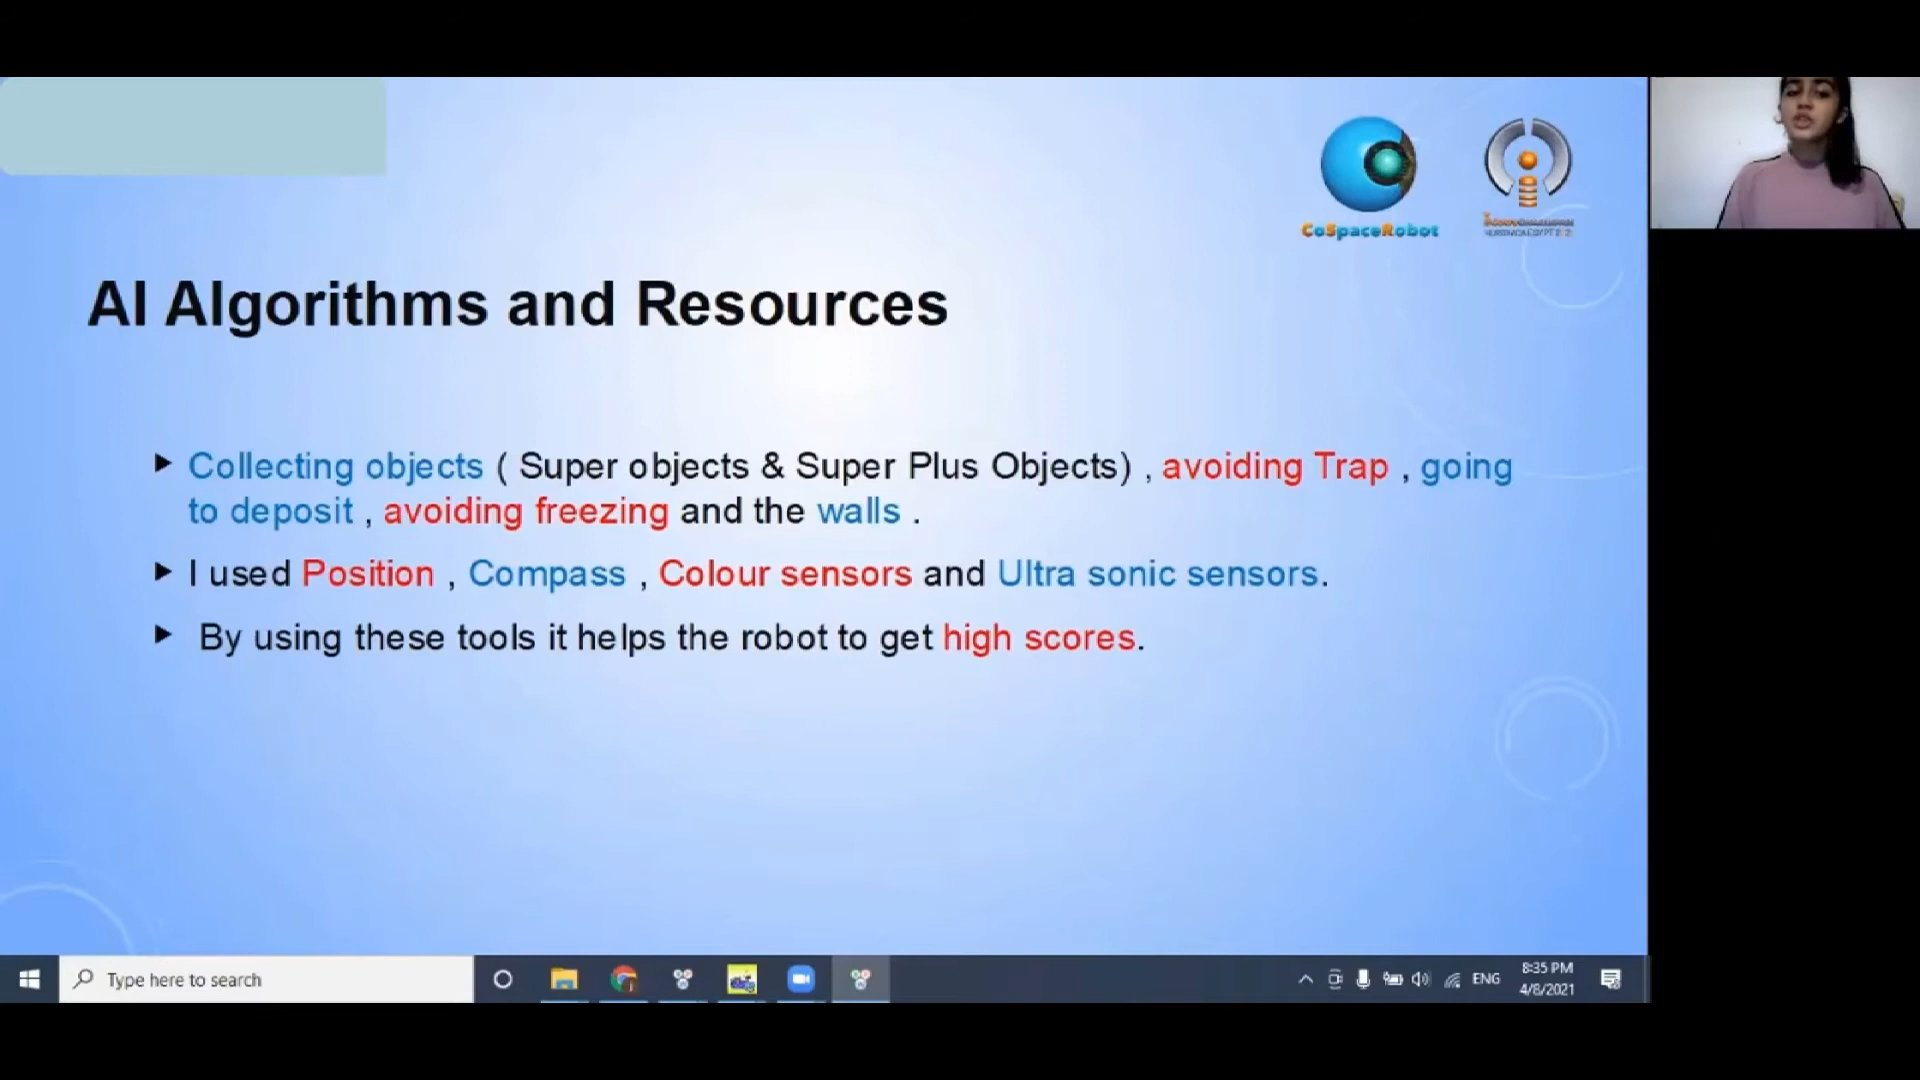 CoSpaceRobot
AI Algorithms and Resources
Collecting objects ( Super objects & Super Plus Objects) , avoiding Trap , going
to deposit , avoiding freezing and the walls .
I used Position , Compass , Colour sensors and Ultra sonic sensors.
By using these tools it helps the robot to get high scores.
Type here to search
ENG
8:35 PM
4/8/2021